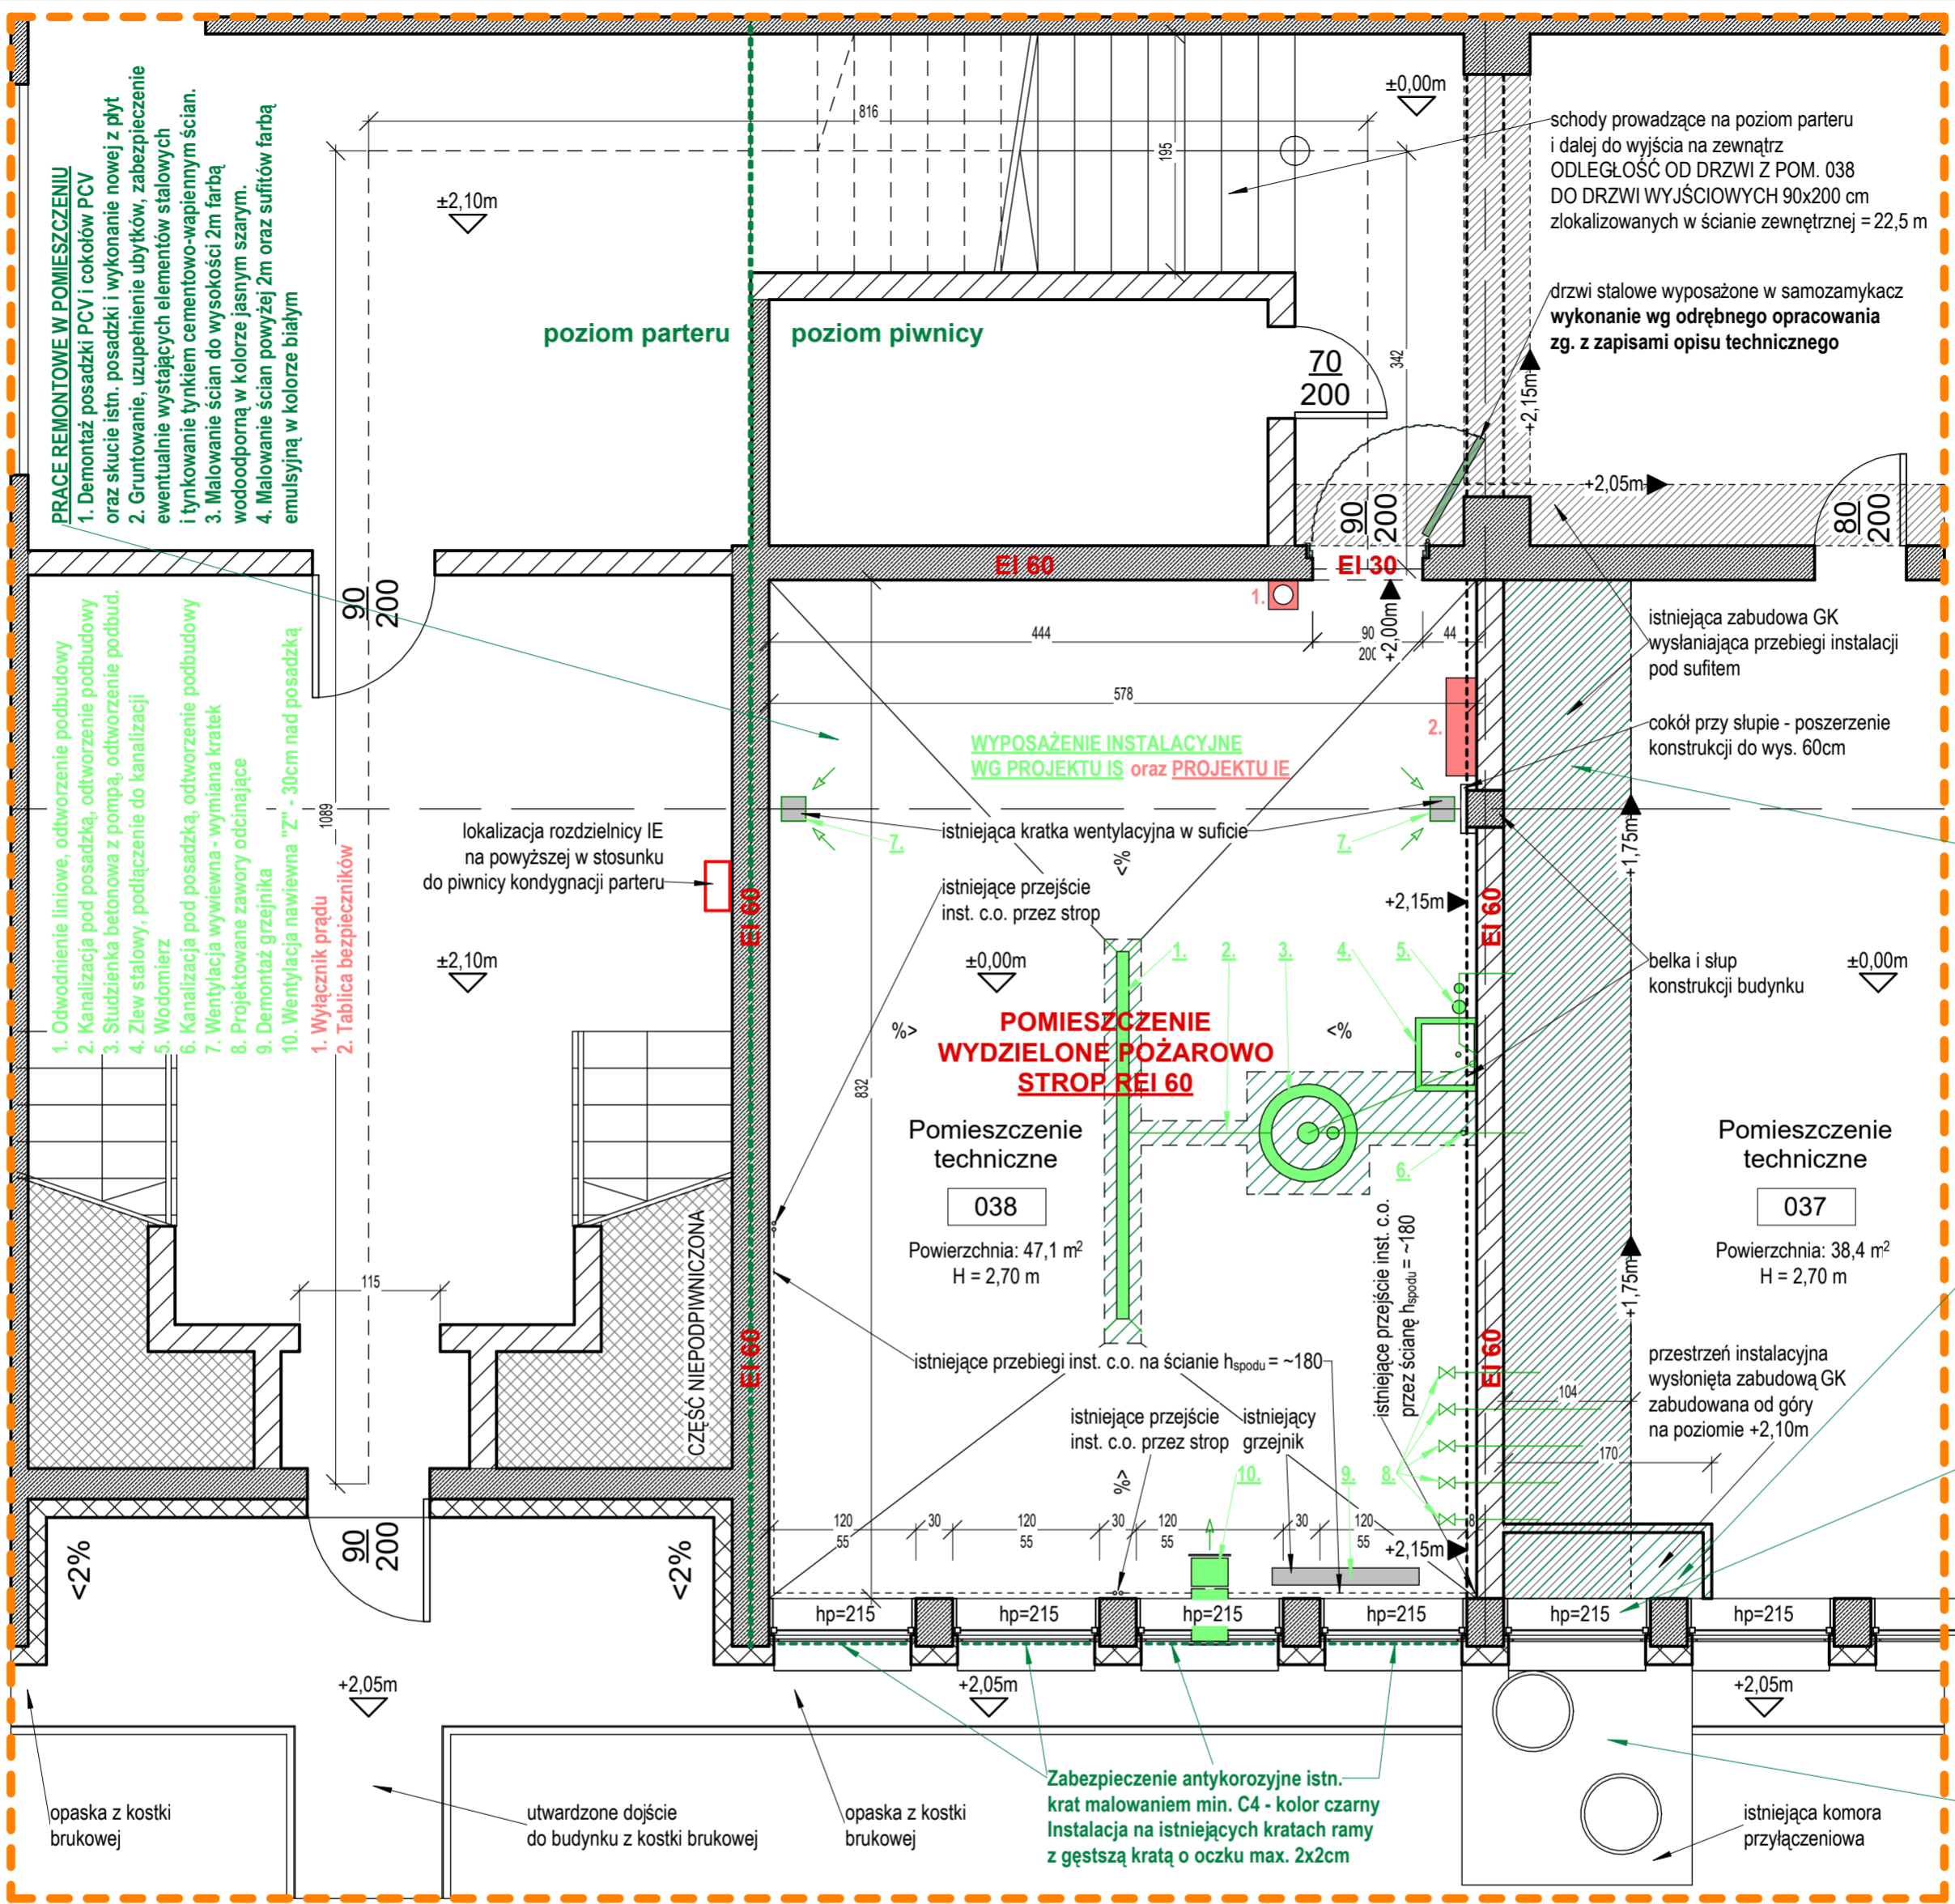 PRACE REMONTOWE W POMIESZCZENIU
1. Demontaż posadzki PCV i cokołów PCV
oraz skucie istn. posadzki i wykonanie nowej z płyt
2. Gruntowanie, uzupełnienie ubytków, zabezpieczenie
ewentualnie wystających elementów stalowych
i tynkowanie tynkiem cementowo-wapiennym ścian.
3. Malowanie ścian do wysokości 2m farbą
wodoodporną w kolorze jasnym szarym.
4. Malowanie ścian powyżej 2m oraz sufitów farbą
emulsyjną w kolorze białym
±2,10m
816
195
±0,00m
schody prowadzące na poziom parteru
i dalej do wyjścia na zewnątrz
ODLEGŁOŚĆ OD DRZWI Z POM. 038
DO DRZWI WYJŚCIOWYCH 90x200 cm
zlokalizowanych w ścianie zewnętrznej = 22,5 m
drzwi stalowe wyposażone w samozamykacz
wykonanie wg odrębnego opracowania
zg. z zapisami opisu technicznego
poziom parteru
poziom piwnicy
70
200
342
+2,15m
+2,05m
90
200
80
200
EI 60
EI 30
90
200
1. Odwodnienie liniowe, odtworzenie podbudowy
2. Kanalizacja pod posadzką, odtworzenie podbudowy
3. Studzienka betonowa z pompą, odtworzenie podbud.
4. Zlew stalowy, podłączenie do kanalizacji
5. Wodomierz
6. Kanalizacja pod posadzką, odtworzenie podbudowy
7. Wentylacja wywiewna - wymiana kratek
8. Projektowane zawory odcinające
9. Demontaż grzejnika
10. Wentylacja nawiewna "Z" - 30cm nad posadzką
1. Wyłącznik prądu
2. Tablica bezpieczników
1.
444
90
200
+2,00m
44
578
2.
istniejąca zabudowa GK
wysłaniająca przebiegi instalacji
pod sufitem
cokół przy słupie - poszerzenie
konstrukcji do wys. 60cm
WYPOSAŻENIE INSTALACYJNE
WG PROJEKTU IS oraz PROJEKTU IE
1089
lokalizacja rozdzielnicy IE
na powyższej w stosunku
do piwnicy kondygnacji parteru
7.
istniejąca kratka wentylacyjna w suficie
7.
<%
+1,75m
istniejące przejście
inst. c.o. przez strop
+2,15m
EI 60
EI 60
±2,10m
±0,00m
1.
2.
3.
4.
5.
belka i słup
konstrukcji budynku
±0,00m
%>
<%
POMIESZCZENIE
WYDZIELONE POŻAROWO
STROP REI 60
832
Pomieszczenie
techniczne
038
Powierzchnia: 47,1 m²
H = 2,70 m
6.
Pomieszczenie
techniczne
037
Powierzchnia: 38,4 m²
H = 2,70 m
CZĘŚĆ NIEPODPIWNICZONA
115
istniejące przejście inst. c.o.
przez ścianę hspodu = ~180
+1,75m
EI 60
EI 60
istniejące przebiegi inst. c.o. na ścianie hspodu = ~180
przestrzeń instalacyjna
wysłonięta zabudową GK
zabudowana od góry
na poziomie +2,10m
104
170
istniejące przejście
inst. c.o. przez strop
istniejący
grzejnik
%>
10.
9.
8.
120
55
30
120
55
30
120
55
30
120
55
8
+2,15m
<2%
90
200
<2%
hp=215
hp=215
hp=215
hp=215
hp=215
hp=215
+2,05m
+2,05m
+2,05m
opaska z kostki
brukowej
utwardzone dojście
do budynku z kostki brukowej
opaska z kostki
brukowej
Zabezpieczenie antykorozyjne istn.
krat malowaniem min. C4 - kolor czarny
Instalacja na istniejących kratach ramy
z gęstszą kratą o oczku max. 2x2cm
istniejąca komora
przyłączeniowa